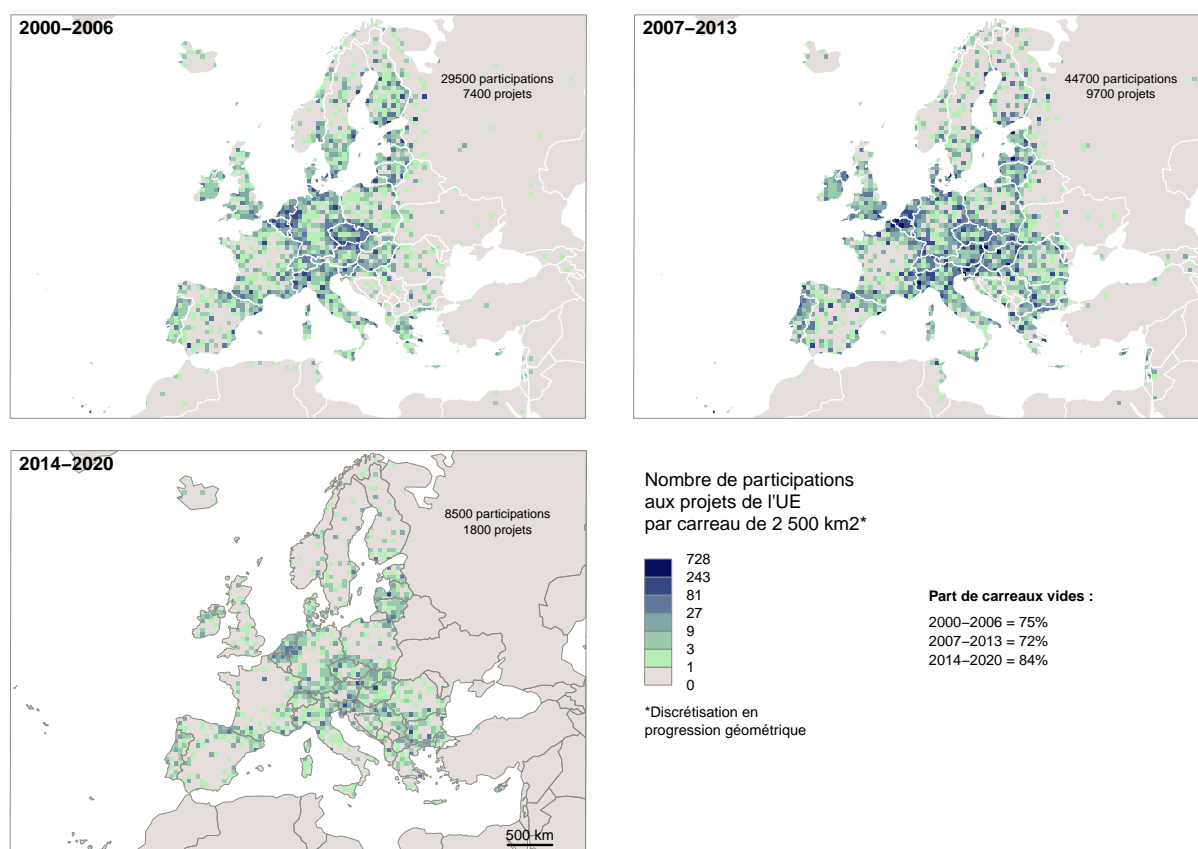 2000–2006
29500 participations
7400 projets
2007–2013
44700 participations
9700 projets
2014–2020
8500 participations
1800 projets
500 km
Nombre de participations
aux projets de l'UE
par carreau de 2 500 km2*
728
243
81
27
9
3
1
0
*Discrétisation en
progression géométrique
Part de carreaux vides :
2000–2006 = 75%
2007–2013 = 72%
2014–2020 = 84%